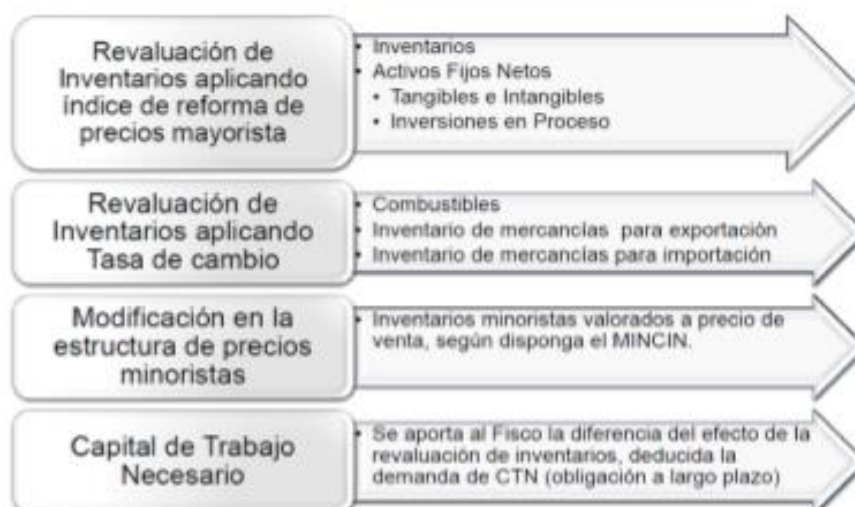 Revaluación de
Inventarios aplicando
índice de reforma de
precios mayorista
• Inventarios
• Activos Fijos Netos
• Tangibles e Intangibles
• Inversiones en Proceso
Revaluación de
Inventarios aplicando
Tasa de cambio
• Combustibles
• Inventario de mercancías para exportación
• Inventario de mercancías para importación
Modificación en la
estructura de precios
minoristas
• Inventarios minoristas valorados a precio de
venta, según disponga el MINCIN.
Capital de Trabajo
Necesario
• Se aporta al Fisco la diferencia del efecto de la
revaluación de inventarios, deducida la
demanda de CTN (obligación a largo plazo)